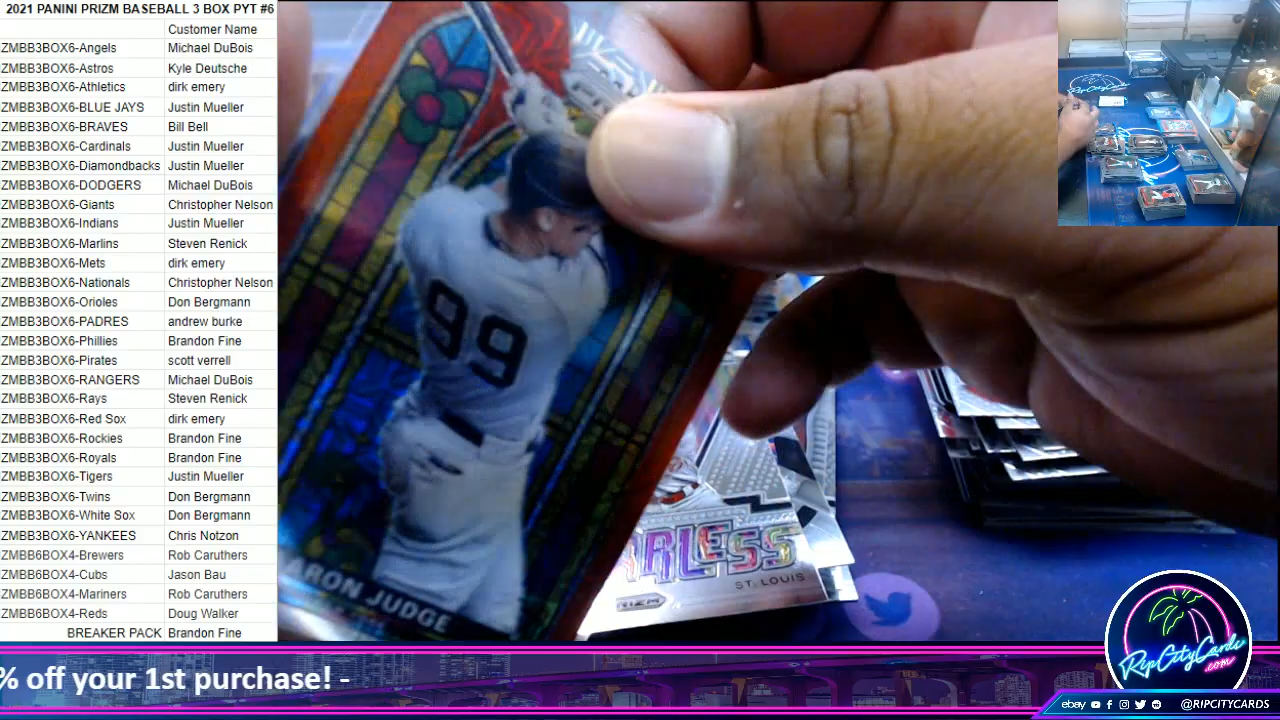 2021 PANINI PRIZM BASEBALL 3 BOX PYT #6
Customer Name
ZMBB3BOX6-Angels Michael DuBois
ZMBB3BOX6-Astros Kyle Deutsche
ZMBB3BOX6-Athletics dirk emery
ZMBB3BOX6-BLUE JAYS Justin Mueller
ZMBB3BOX6-BRAVES Bill Bell
ZMBB3BOX6-Cardinals Justin Mueller
ZMBB3BOX6-Diamondbacks Justin Mueller
ZMBB3BOX6-DODGERS Michael DuBois
ZMBB3BOX6-Giants Christopher Nelson
ZMBB3BOX6-Indians Justin Mueller
ZMBB3BOX6-Marlins Steven Renick
ZMBB3BOX6-Mets dirk emery
ZMBB3BOX6-Nationals Christopher Nelson
ZMBB3BOX6-Orioles Don Bergmann
ZMBB3BOX6-PADRES andrew burke
ZMBB3BOX6-Phillies Brandon Fine
ZMBB3BOX6-Pirates scott verrell
ZMBB3BOX6-RANGERS Michael DuBois
ZMBB3BOX6-Rays Steven Renick
ZMBB3BOX6-Red Sox dirk emery
ZMBB3BOX6-Rockies Brandon Fine
ZMBB3BOX6-Royals Brandon Fine
ZMBB3BOX6-Tigers Justin Mueller
ZMBB3BOX6-Twins Don Bergmann
ZMBB3BOX6-White Sox Don Bergmann
ZMBB3BOX6-YANKEES Chris Notzon
ZMBB6BOX4-Brewers Rob Caruthers
ZMBB6BOX4-Cubs Jason Bau
ZMBB6BOX4-Mariners Rob Caruthers
ZMBB6BOX4-Reds Doug Walker
BREAKER PACK Brandon Fine
99
ARON JUDGE
RLESS
ST. LOUIS
PRIZM
RipCityCards
.com
% off your 1st purchase! -
ebay @RIPCITYCARDS